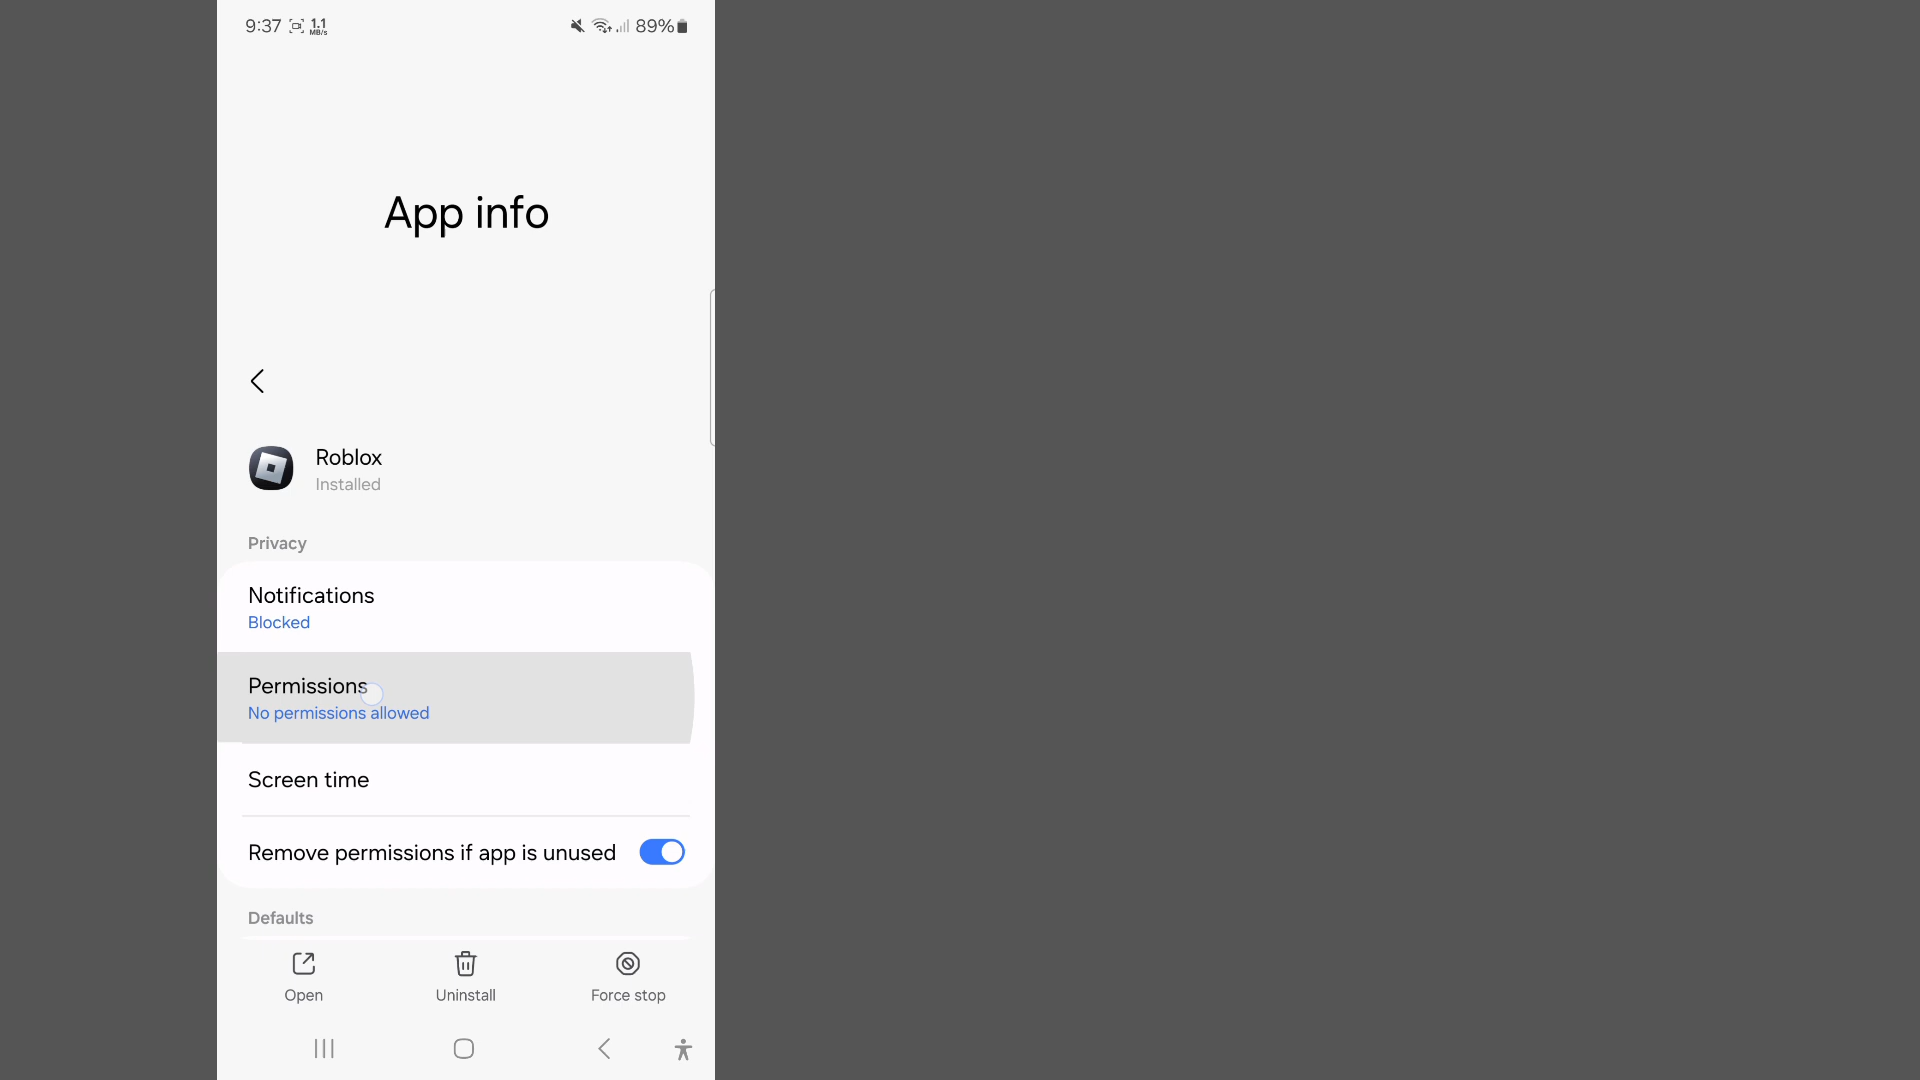 9:37 1.1 MB/s 89%
App info
Roblox
Installed
Privacy
Notifications
Blocked
Permissions
No permissions allowed
Screen time
Remove permissions if app is unused
Defaults
Open Uninstall Force stop